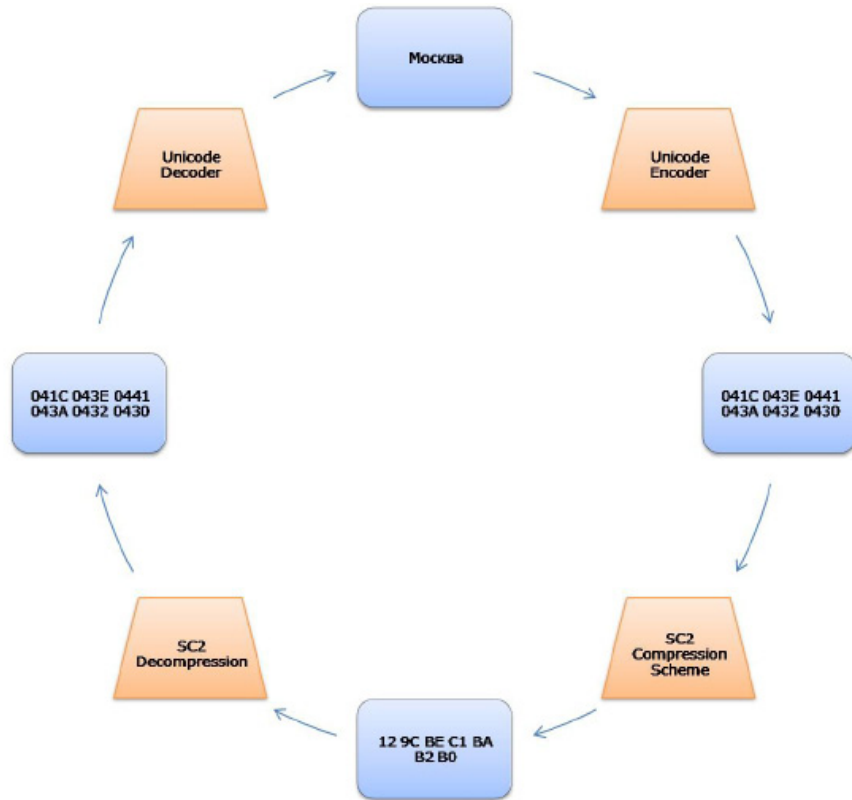 Москва
Unicode
Encoder
041C 043E 0441
043A 0432 0430
SC2
Compression
Scheme
12 9C BE C1 BA
B2 B0
SC2
Decompression
041C 043E 0441
043A 0432 0430
Unicode
Decoder